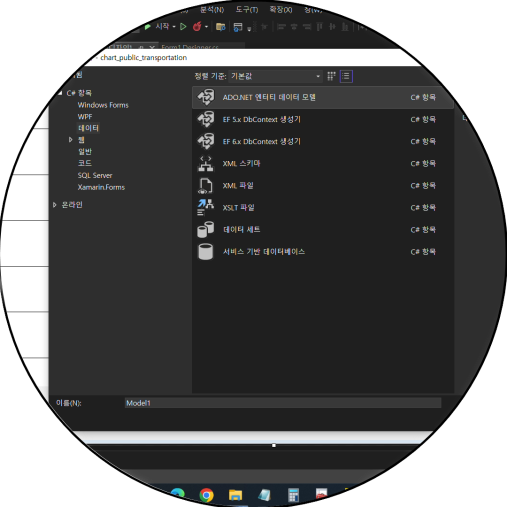 분석(N) 도구(T) 확장(X) 창(W)
시작
Form1.Designer.cs
- chart_public_transportation
정렬 기준: 기본값
C# 항목
Windows Forms
WPF
데이터
웹
일반
코드
SQL Server
Xamarin.Forms
온라인
ADO.NET 엔터티 데이터 모델 C# 항목
EF 5.x DbContext 생성기 C# 항목
EF 6.x DbContext 생성기 C# 항목
XML 스키마 C# 항목
XML 파일 C# 항목
XSLT 파일 C# 항목
데이터 세트 C# 항목
서비스 기반 데이터베이스 C# 항목
이름(N): Model1